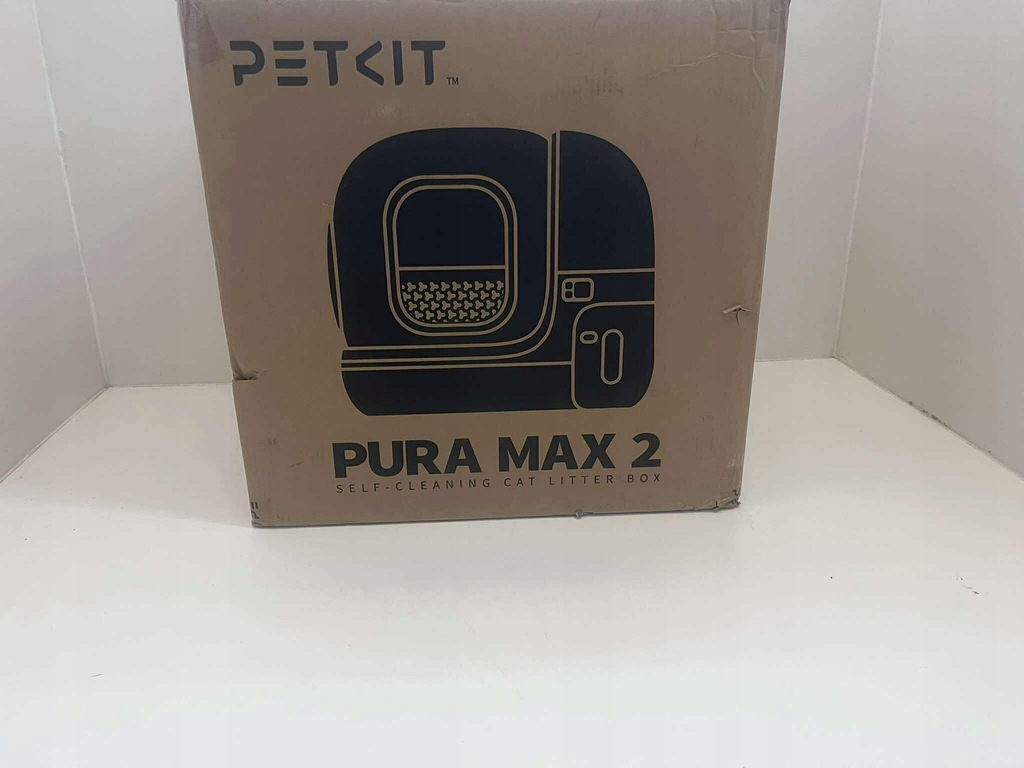 PETKIT™
PURA MAX 2
SELF-CLEANING CAT LITTER BOX